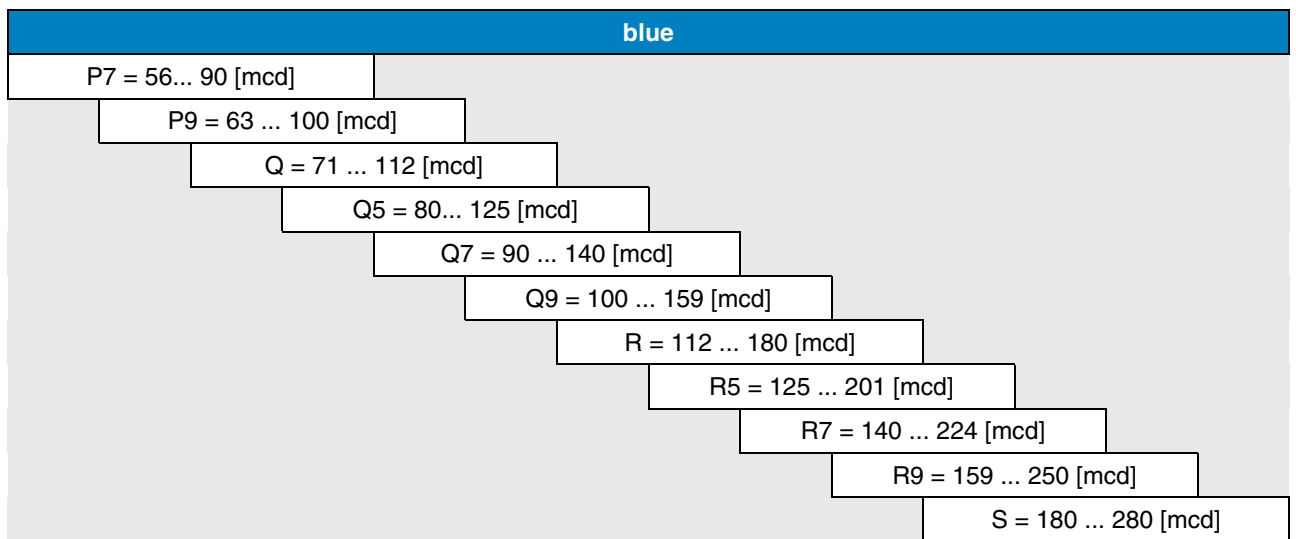 blue
P7 = 56... 90 [mcd]
P9 = 63 ... 100 [mcd]
Q = 71 ... 112 [mcd]
Q5 = 80... 125 [mcd]
Q7 = 90 ... 140 [mcd]
Q9 = 100 ... 159 [mcd]
R = 112 ... 180 [mcd]
R5 = 125 ... 201 [mcd]
R7 = 140 ... 224 [mcd]
R9 = 159 ... 250 [mcd]
S = 180 ... 280 [mcd]